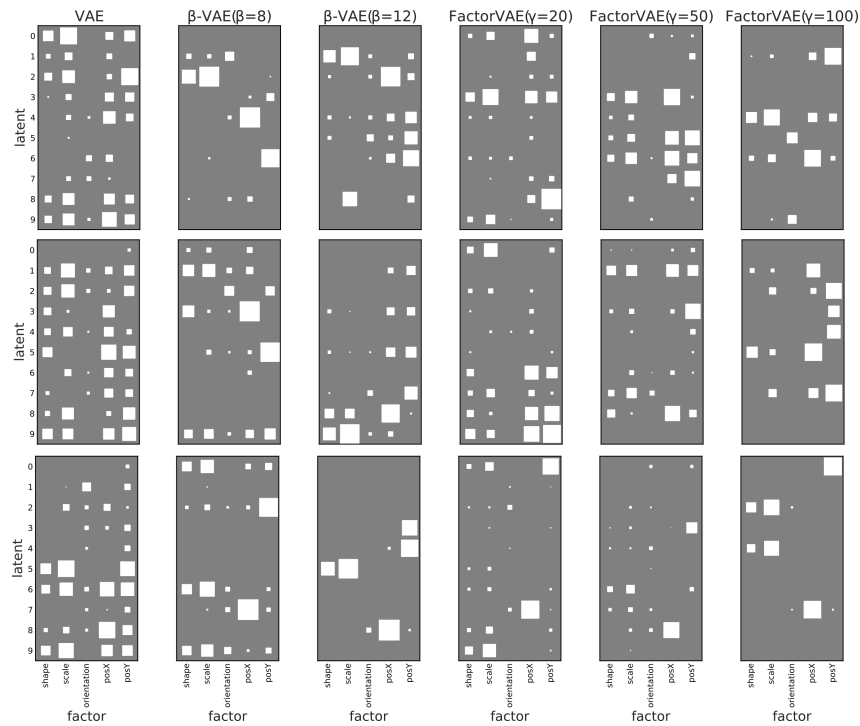 VAE
β-VAE(β=8)
β-VAE(β=12)
FactorVAE(γ=20)
FactorVAE(γ=50)
FactorVAE(γ=100)
latent
0
1
2
3
4
5
6
7
8
9
latent
0
1
2
3
4
5
6
7
8
9
latent
0
1
2
3
4
5
6
7
8
9
shape
scale
orientation
posX
posY
shape
scale
orientation
posX
posY
shape
scale
orientation
posX
posY
shape
scale
orientation
posX
posY
shape
scale
orientation
posX
posY
shape
scale
orientation
posX
posY
factor
factor
factor
factor
factor
factor